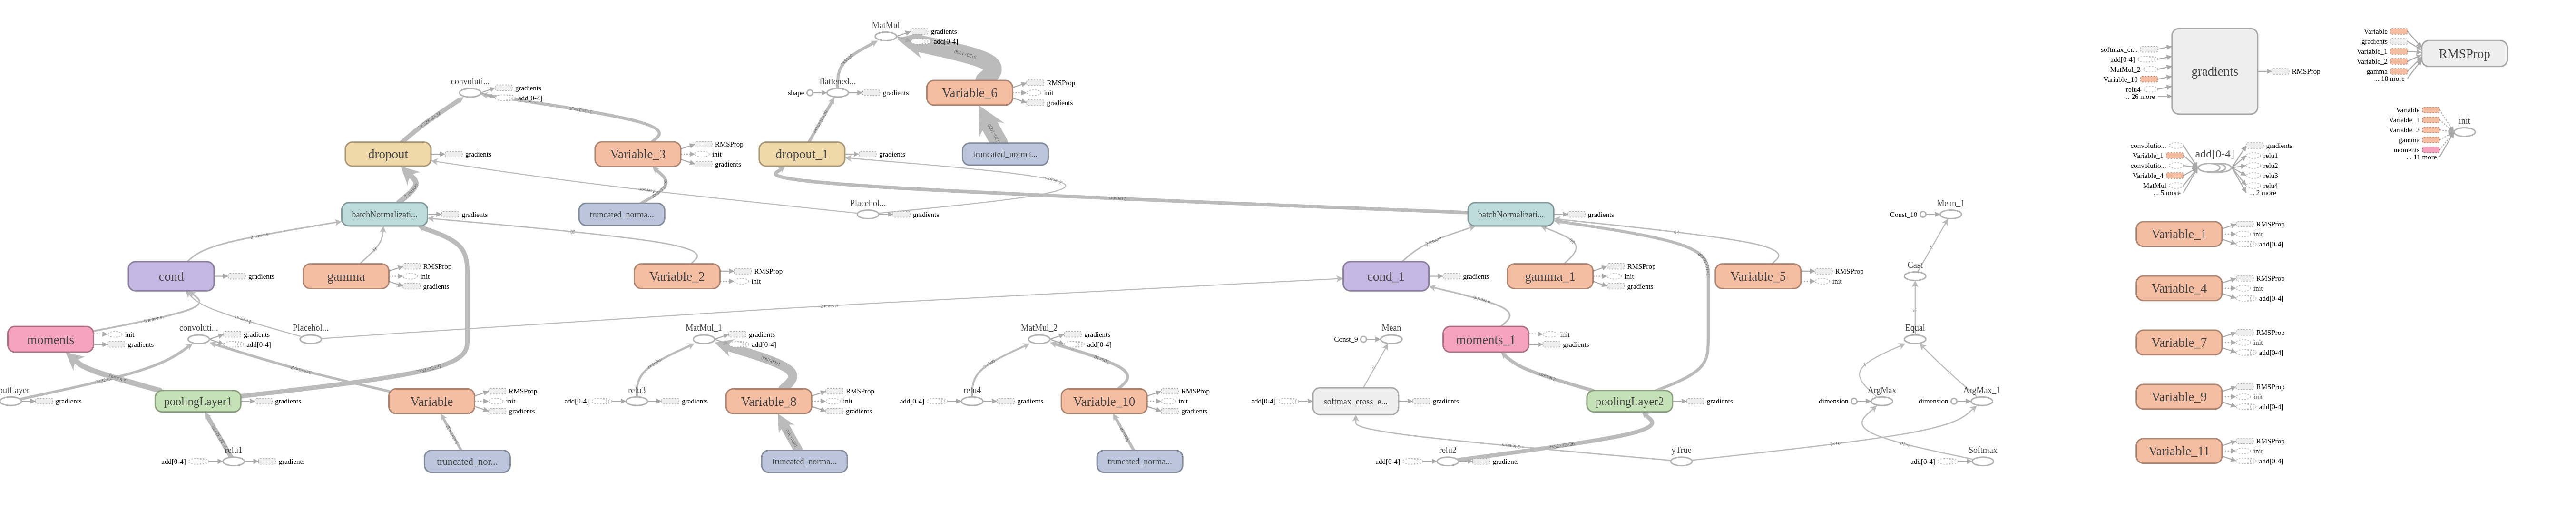 MatMul
gradients
add[0-4]
flattened...
shape
gradients
Variable_6
RMSProp
init
gradients
convoluti...
gradients
add[0-4]
dropout
gradients
Variable_3
RMSProp
init
gradients
dropout_1
gradients
truncated_norma...
batchNormalizati...
gradients
truncated_norma...
Placehol...
gradients
batchNormalizati...
gradients
Const_10
Mean_1
cond
gradients
gamma
RMSProp
init
gradients
Variable_2
RMSProp
init
cond_1
gradients
gamma_1
RMSProp
init
gradients
Variable_5
RMSProp
init
Cast
moments
init
gradients
convoluti...
gradients
add[0-4]
Placehol...
MatMul_1
gradients
add[0-4]
MatMul_2
gradients
add[0-4]
Mean
Const_9
moments_1
init
gradients
Equal
putLayer
gradients
poolingLayer1
gradients
Variable
RMSProp
init
gradients
relu3
add[0-4]
gradients
Variable_8
RMSProp
init
gradients
relu4
add[0-4]
gradients
Variable_10
RMSProp
init
gradients
add[0-4]
softmax_cross_e...
gradients
poolingLayer2
gradients
ArgMax
dimension
ArgMax_1
dimension
relu1
add[0-4]
gradients
truncated_nor...
truncated_norma...
truncated_norma...
relu2
add[0-4]
gradients
yTrue
Softmax
add[0-4]
softmax_cr...
add[0-4]
MatMul_2
Variable_10
relu4
... 26 more
gradients
RMSProp
Variable
gradients
Variable_1
Variable_2
gamma
... 10 more
RMSProp
Variable
Variable_1
Variable_2
gamma
moments
... 11 more
init
convolutio...
Variable_1
convolutio...
Variable_4
MatMul
... 5 more
add[0-4]
gradients
relu1
relu2
relu3
relu4
... 2 more
Variable_1
RMSProp
init
add[0-4]
Variable_4
RMSProp
init
add[0-4]
Variable_7
RMSProp
init
add[0-4]
Variable_9
RMSProp
init
add[0-4]
Variable_11
RMSProp
init
add[0-4]